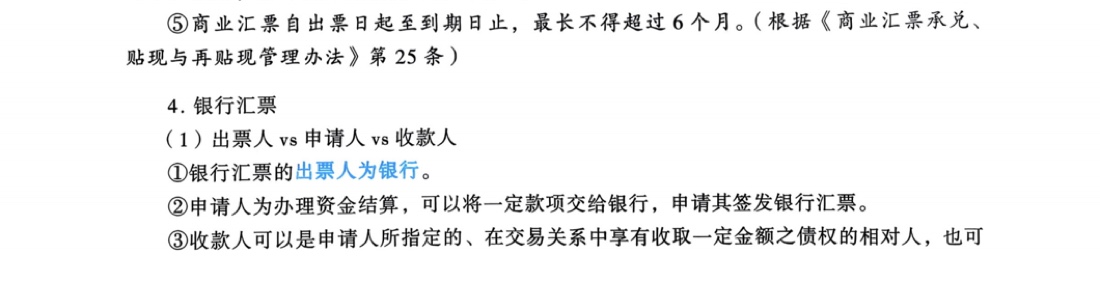 ⑤商业汇票自出票日起至到期日止，最长不得超过 6 个月。（根据《商业汇票承兑、
贴现与再贴现管理办法》第 25 条）
4. 银行汇票
（1）出票人 vs 申请人 vs 收款人
①银行汇票的出票人为银行。
②申请人为办理资金结算，可以将一定款项交给银行，申请其签发银行汇票。
③收款人可以是申请人所指定的、在交易关系中享有收取一定金额之债权的相对人，也可